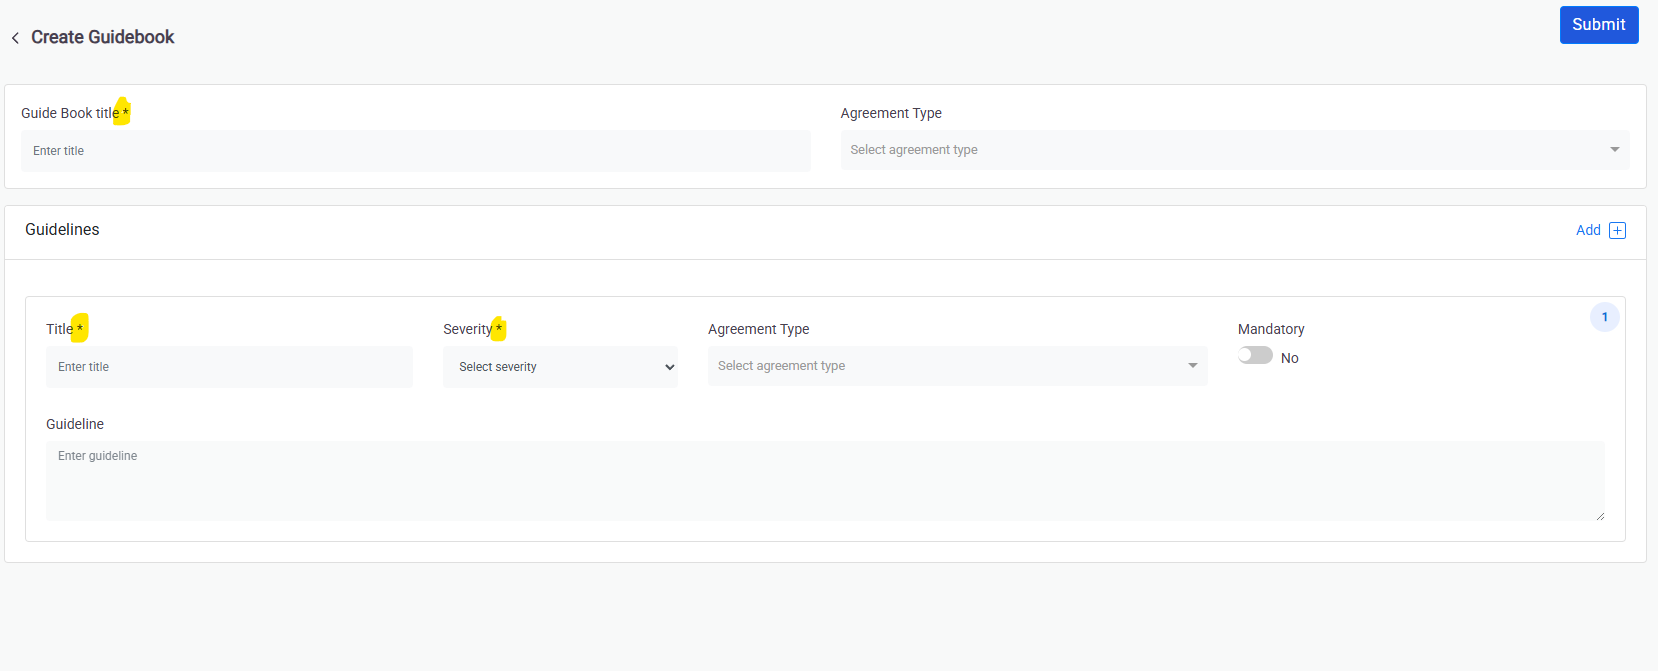 Create Guidebook
Submit
Guide Book title *
Agreement Type
Enter title
Select agreement type
Guidelines
Add
1
Title *
Severity *
Agreement Type
Mandatory
Enter title
Select severity
Select agreement type
No
Guideline
Enter guideline